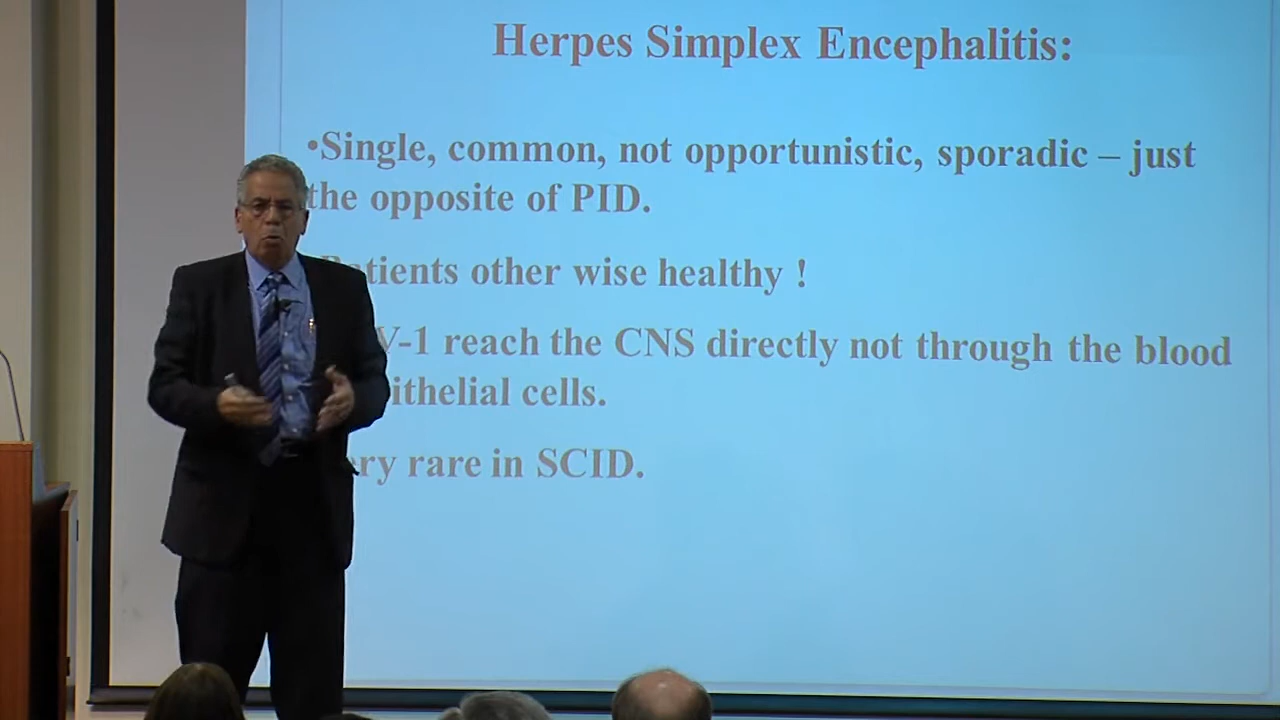 Herpes Simplex Encephalitis:
•Single, common, not opportunistic, sporadic – just
the opposite of PID.
other wise healthy !
reach the CNS directly not through the blood
cells.
rare in SCID.